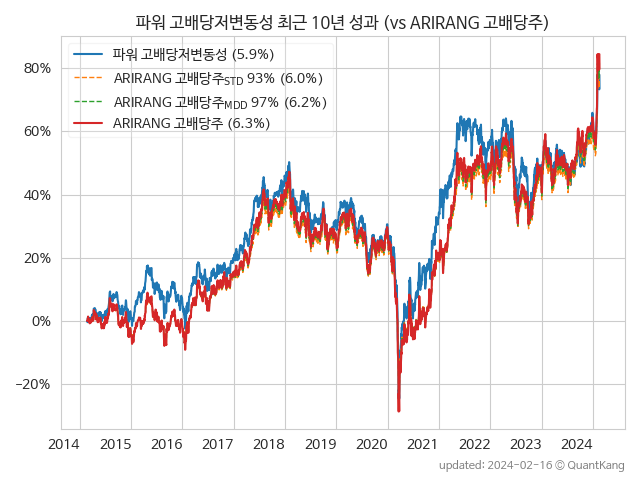 파워 고배당저변동성 최근 10년 성과 (vs ARIRANG 고배당주)
파워 고배당저변동성 (5.9%)
ARIRANG 고배당주STD 93% (6.0%)
ARIRANG 고배당주MDD 97% (6.2%)
ARIRANG 고배당주 (6.3%)
80%
60%
40%
20%
0%
−20%
2014 2015 2016 2017 2018 2019 2020 2021 2022 2023 2024
updated: 2024-02-16 © QuantKang